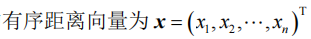 有序距离向量为 x = (x₁, x₂, ⋯, xₙ)ᵀ